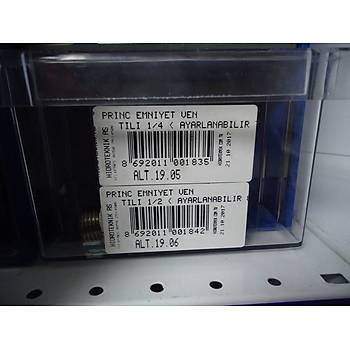 PRINC EMNIYET VEN
TILI 1/4 ( AYARLANABILIR
HIDROTEKNIK AS
8 692011 001835
21.10.2017
ALT.19.05
PRINC EMNIYET VEN
TILI 1/2 ( AYARLANABILIR
HIDROTEKNIK AS
8 692011 001842
ALT.19.06